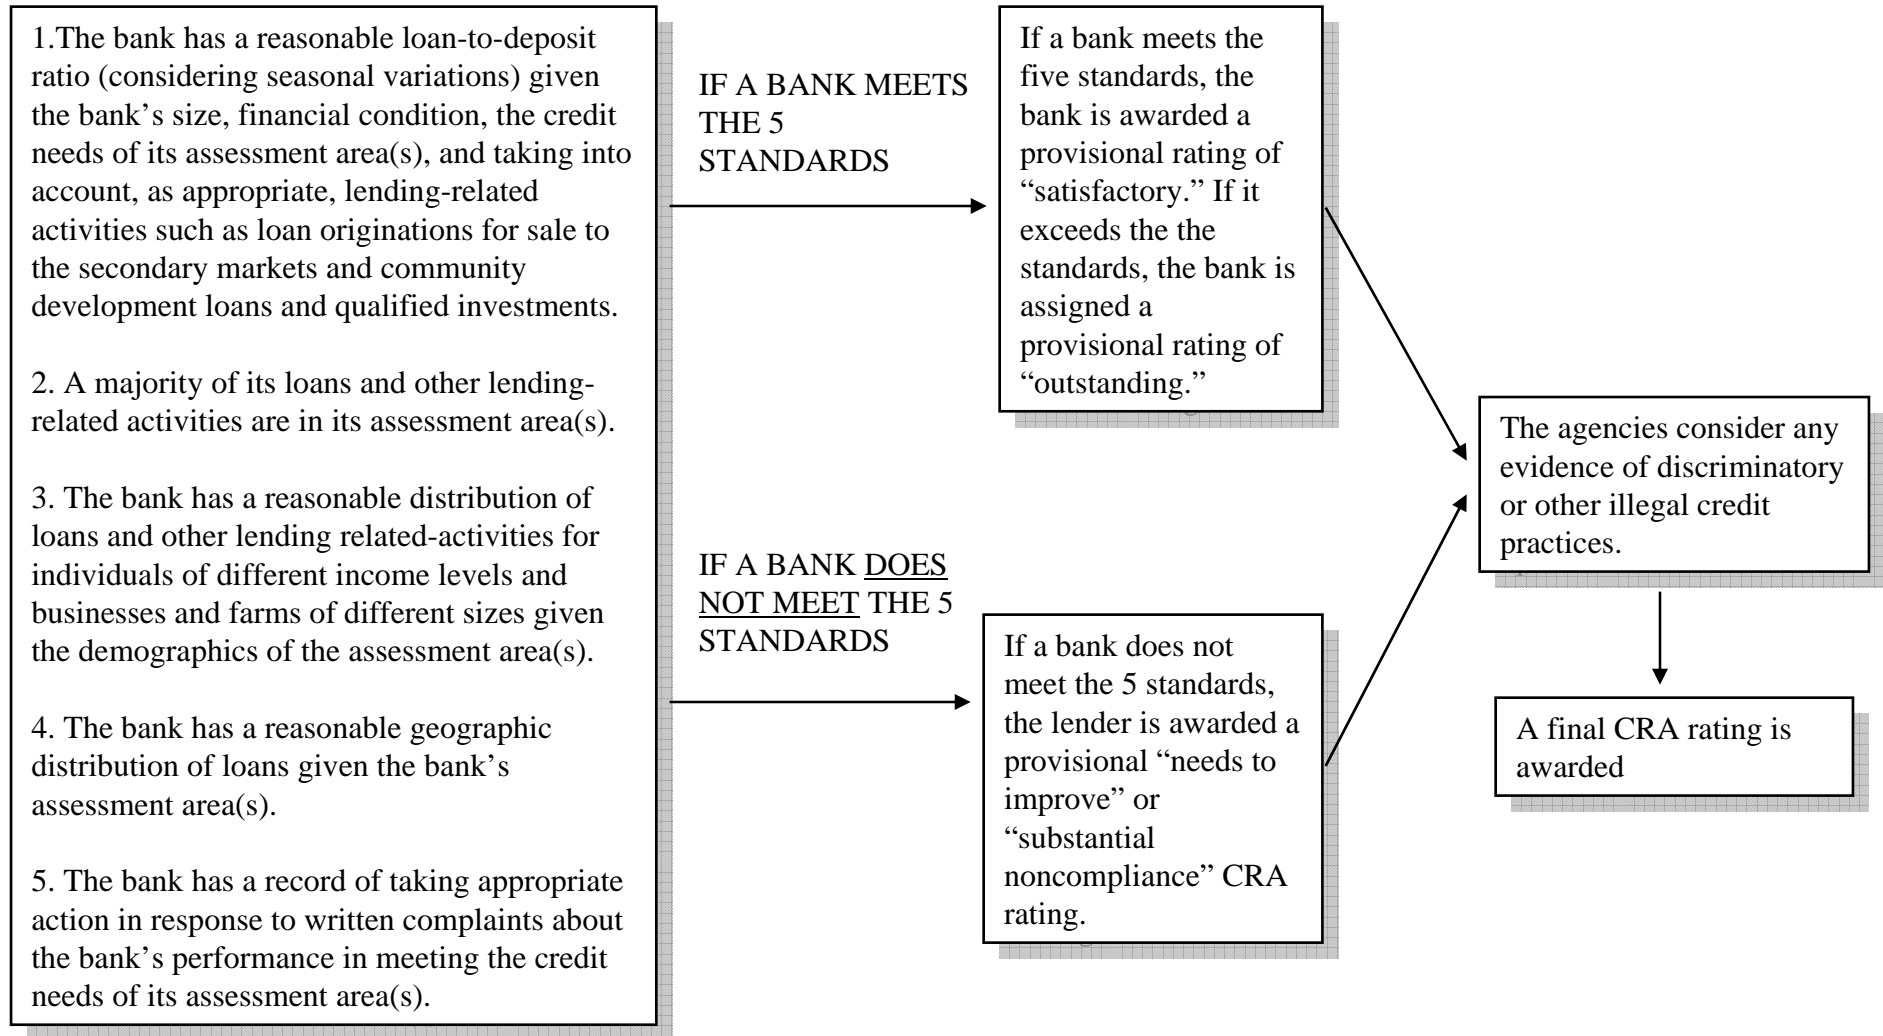 1.The bank has a reasonable loan-to-deposit
ratio (considering seasonal variations) given
the bank’s size, financial condition, the credit
needs of its assessment area(s), and taking into
account, as appropriate, lending-related
activities such as loan originations for sale to
the secondary markets and community
development loans and qualified investments.
2. A majority of its loans and other lending-
related activities are in its assessment area(s).
3. The bank has a reasonable distribution of
loans and other lending related-activities for
individuals of different income levels and
businesses and farms of different sizes given
the demographics of the assessment area(s).
4. The bank has a reasonable geographic
distribution of loans given the bank’s
assessment area(s).
5. The bank has a record of taking appropriate
action in response to written complaints about
the bank’s performance in meeting the credit
needs of its assessment area(s).
IF A BANK MEETS
THE 5
STANDARDS
IF A BANK DOES
NOT MEET THE 5
STANDARDS
If a bank meets the
five standards, the
bank is awarded a
provisional rating of
“satisfactory.” If it
exceeds the the
standards, the bank is
assigned a
provisional rating of
“outstanding.”
If a bank does not
meet the 5 standards,
the lender is awarded a
provisional “needs to
improve” or
“substantial
noncompliance” CRA
rating.
The agencies consider any
evidence of discriminatory
or other illegal credit
practices.
A final CRA rating is
awarded